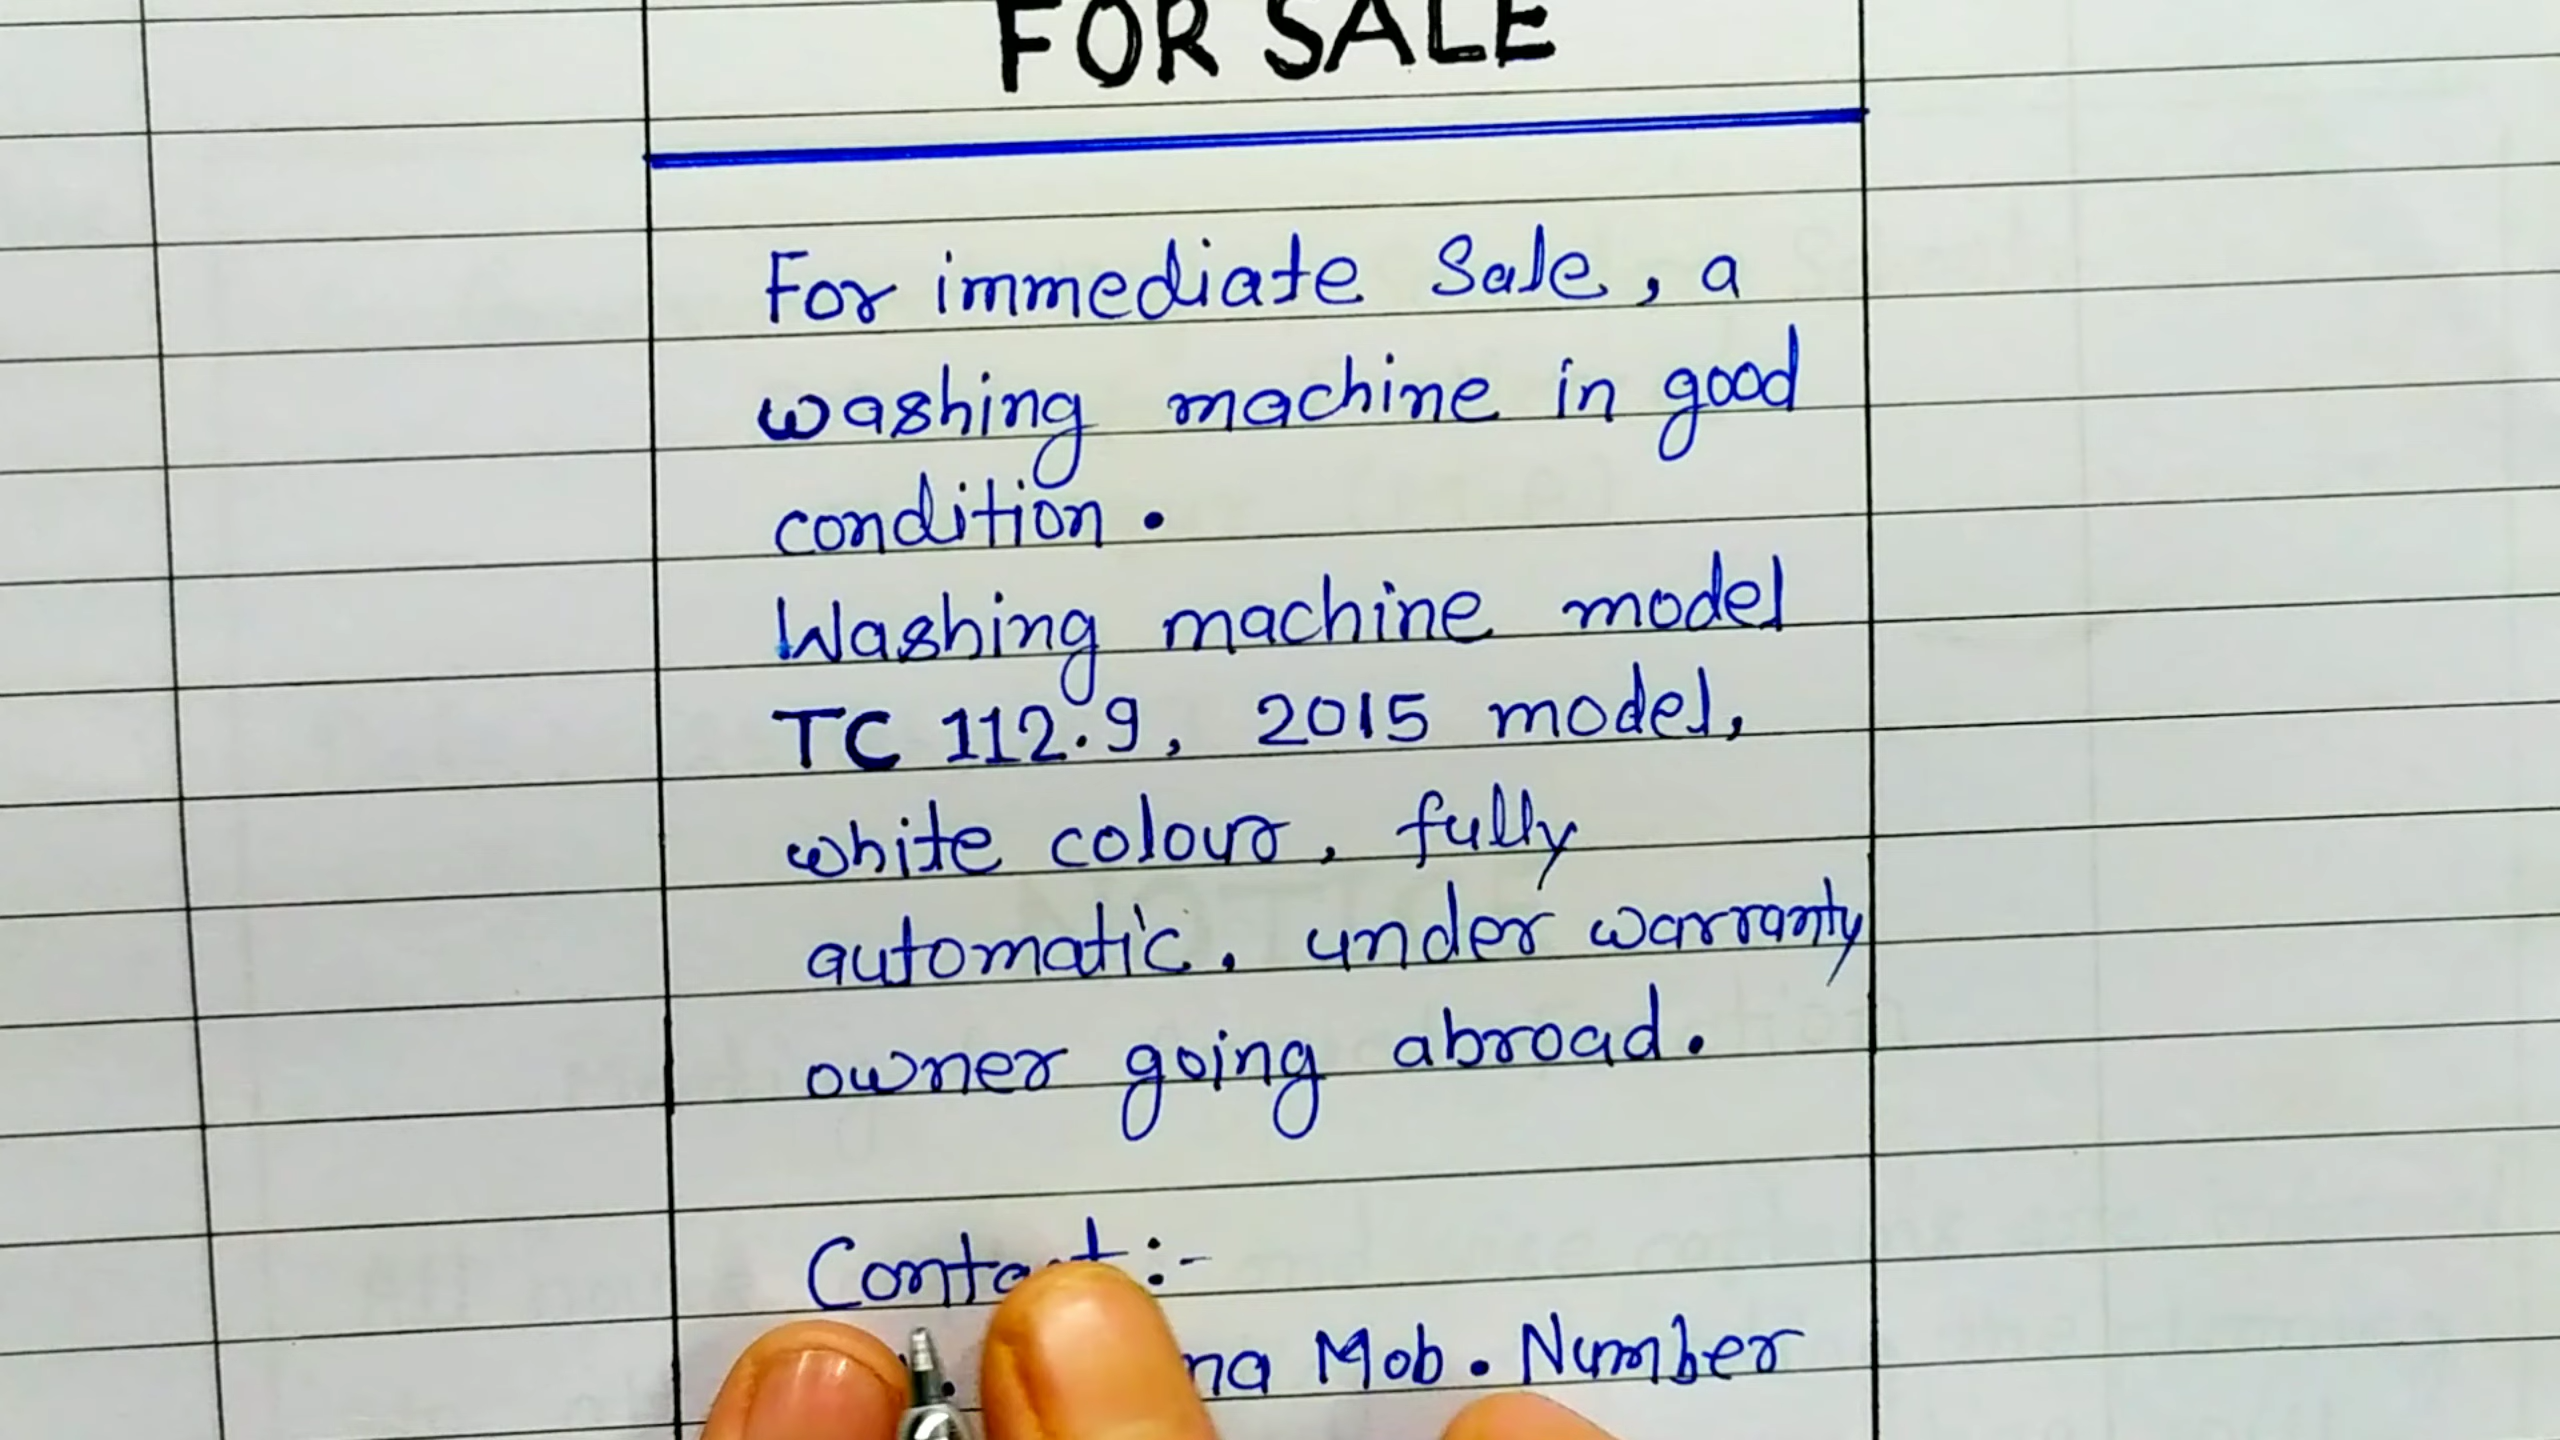 FOR SALE
For immediate Sale, a
washing machine in good
condition.
Washing machine model
TC 112.9, 2015 model,
white colour, fully
automatic, under warranty
owner going abroad.
Contact:-
Mob. Number